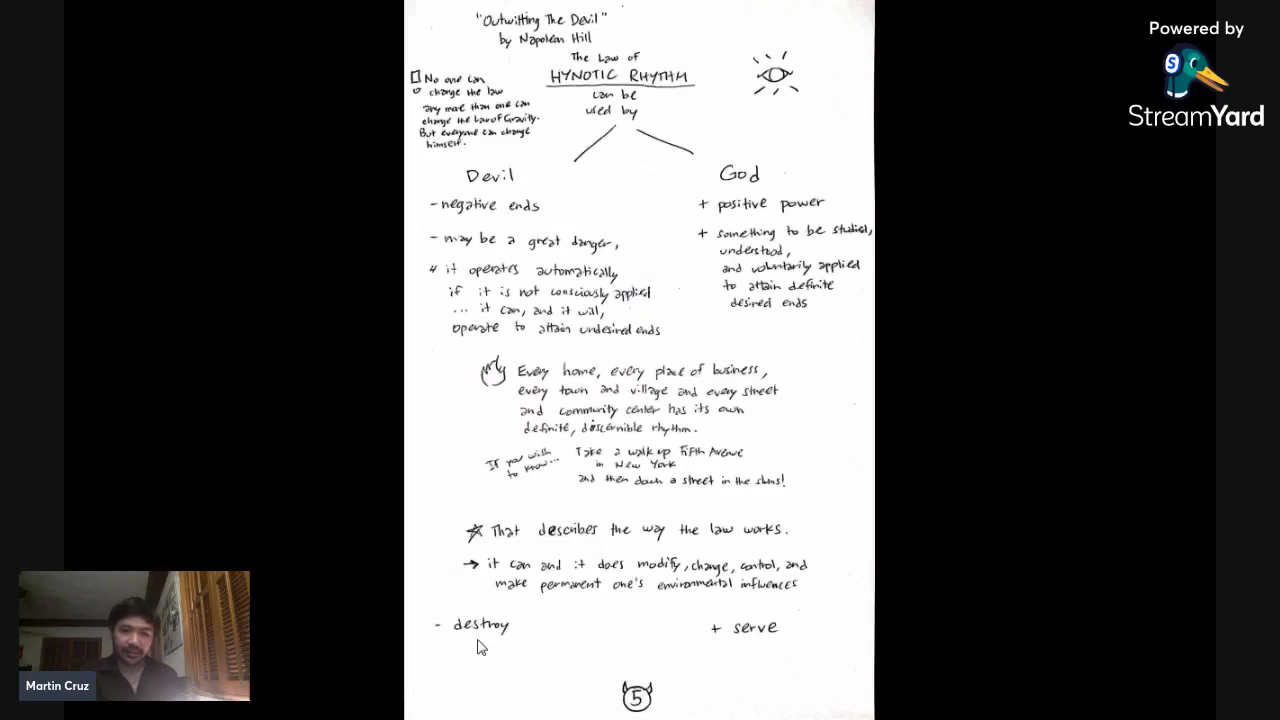 "Outwitting The Devil"
by Napolean Hill
The Law of
HYNOTIC RHYTHM
can be
used by
No one can
change the law
any more than one can
change the Law of Gravity.
But everyone can change
himself.
Devil
- negative ends
- may be a great danger,
it operates automatically
if it is not consciously applied
... it can, and it will,
operate to attain undesired ends
God
+ positive power
+ something to be studied,
understood,
and voluntarily applied
to attain definite
desired ends
Every home, every place of business,
every town and village and every street
and community center has its own
definite, discernible rhythm.
If you wish
to know...
Take a walk up Fifth Avenue
in New York
and then down a street in the slums!
That describes the way the law works.
→ it can and it does modify, change, control, and
make permanent one's environmental influences
- destroy
+ serve
5
Powered by
S
StreamYard
Martin Cruz